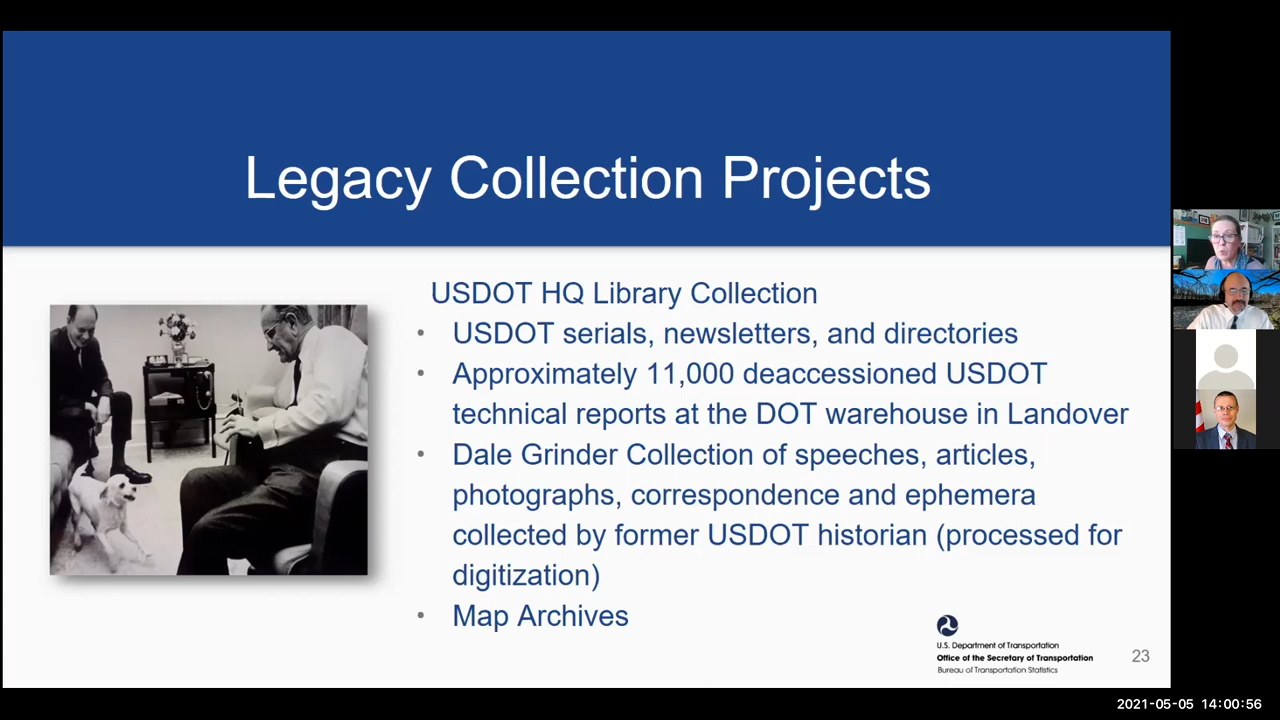 Legacy Collection Projects
USDOT HQ Library Collection
• USDOT serials, newsletters, and directories
• Approximately 11,000 deaccessioned USDOT
technical reports at the DOT warehouse in Landover
• Dale Grinder Collection of speeches, articles,
photographs, correspondence and ephemera
collected by former USDOT historian (processed for
digitization)
• Map Archives
U.S. Department of Transportation
Office of the Secretary of Transportation
Bureau of Transportation Statistics
23
2021-05-05 14:00:56